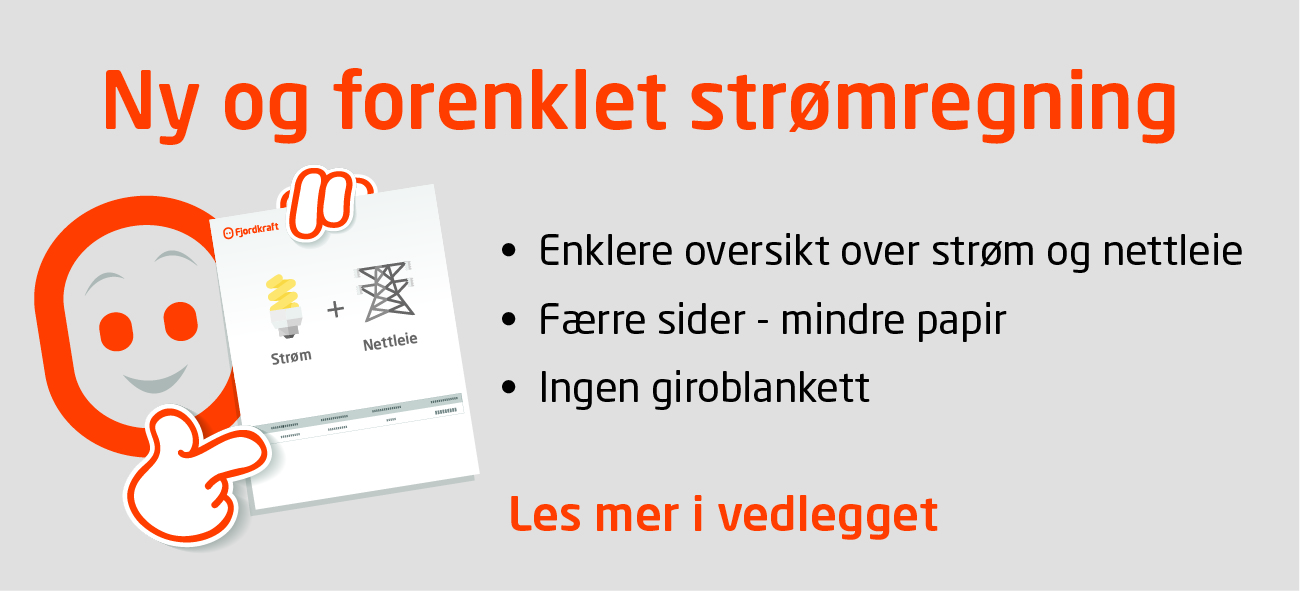 Ny og forenklet strømregning
Fjordkraft
Strøm
+
Nettleie
• Enklere oversikt over strøm og nettleie
• Færre sider - mindre papir
• Ingen giroblankett
Les mer i vedlegget